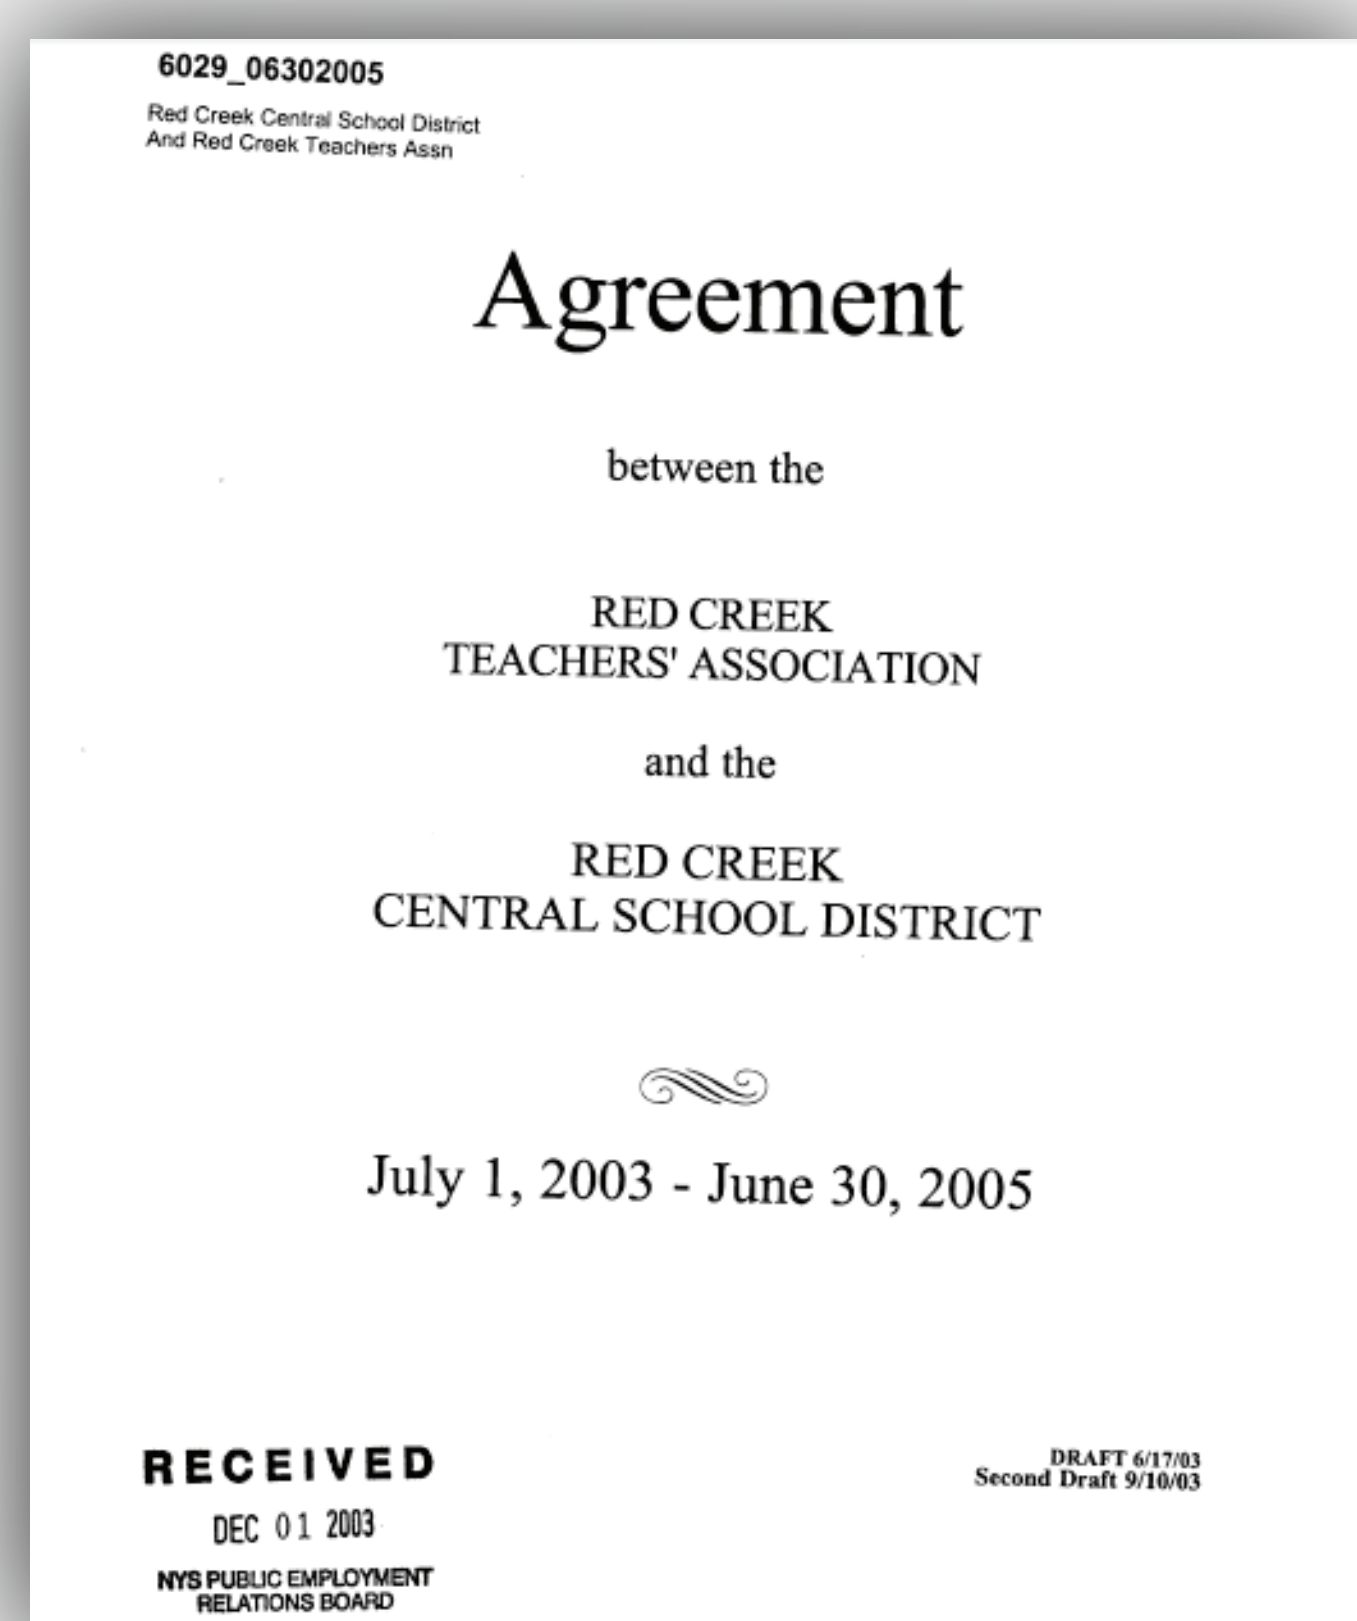 6029_06302005
Red Creek Central School District
And Red Creek Teachers Assn
Agreement
between the
RED CREEK
TEACHERS' ASSOCIATION
and the
RED CREEK
CENTRAL SCHOOL DISTRICT
July 1, 2003 - June 30, 2005
RECEIVED
DEC 01 2003
NYS PUBLIC EMPLOYMENT
RELATIONS BOARD
DRAFT 6/17/03
Second Draft 9/10/03